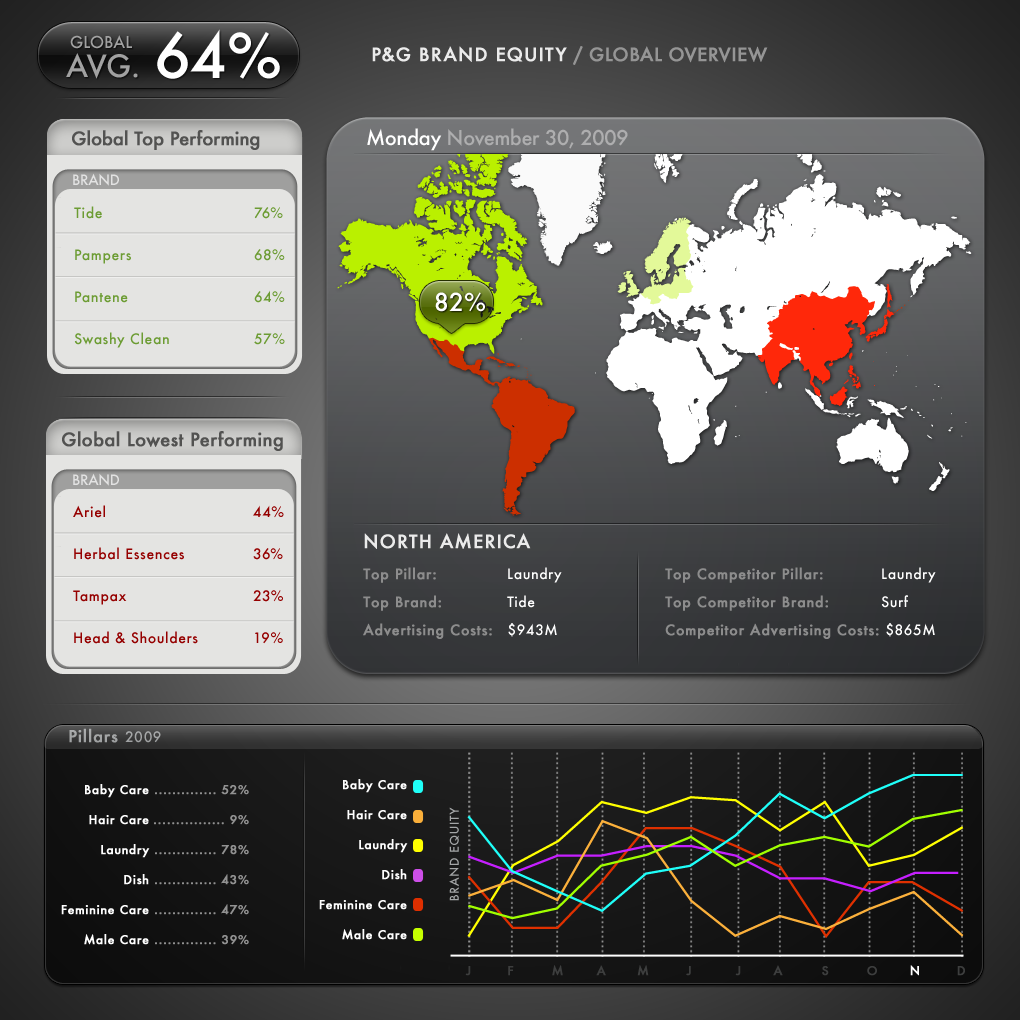 GLOBAL
AVG. 64%
P&G BRAND EQUITY / GLOBAL OVERVIEW
Global Top Performing
BRAND
Tide 76%
Pampers 68%
Pantene 64%
Swashy Clean 57%
Global Lowest Performing
BRAND
Ariel 44%
Herbal Essences 36%
Tampax 23%
Head & Shoulders 19%
Monday November 30, 2009
82%
NORTH AMERICA
Top Pillar: Laundry
Top Brand: Tide
Advertising Costs: $943M
Top Competitor Pillar: Laundry
Top Competitor Brand: Surf
Competitor Advertising Costs: $865M
Pillars 2009
Baby Care .............. 52%
Hair Care ................ 9%
Laundry .............. 78%
Dish .............. 43%
Feminine Care .............. 47%
Male Care .............. 39%
Baby Care
Hair Care
Laundry
Dish
Feminine Care
Male Care
BRAND EQUITY
J F M A M J J A S O N D